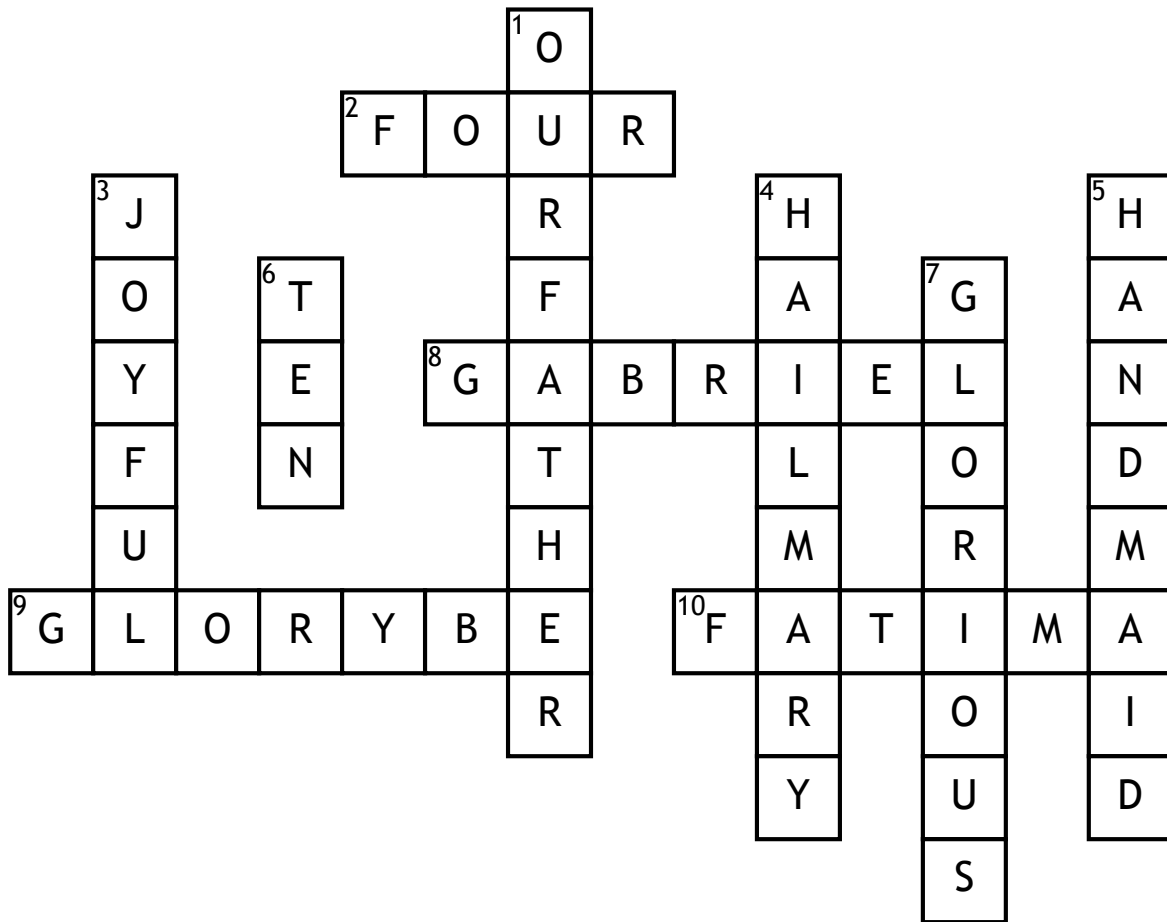 1 O
2 F O U R
3 J R 4 H 5 H
O 6 T F A 7 G A
Y E 8 G A B R I E L N
F N T L O D
U H M R M
9 G L O R Y B E 10 F A T I M A
R R O I
Y U D
S